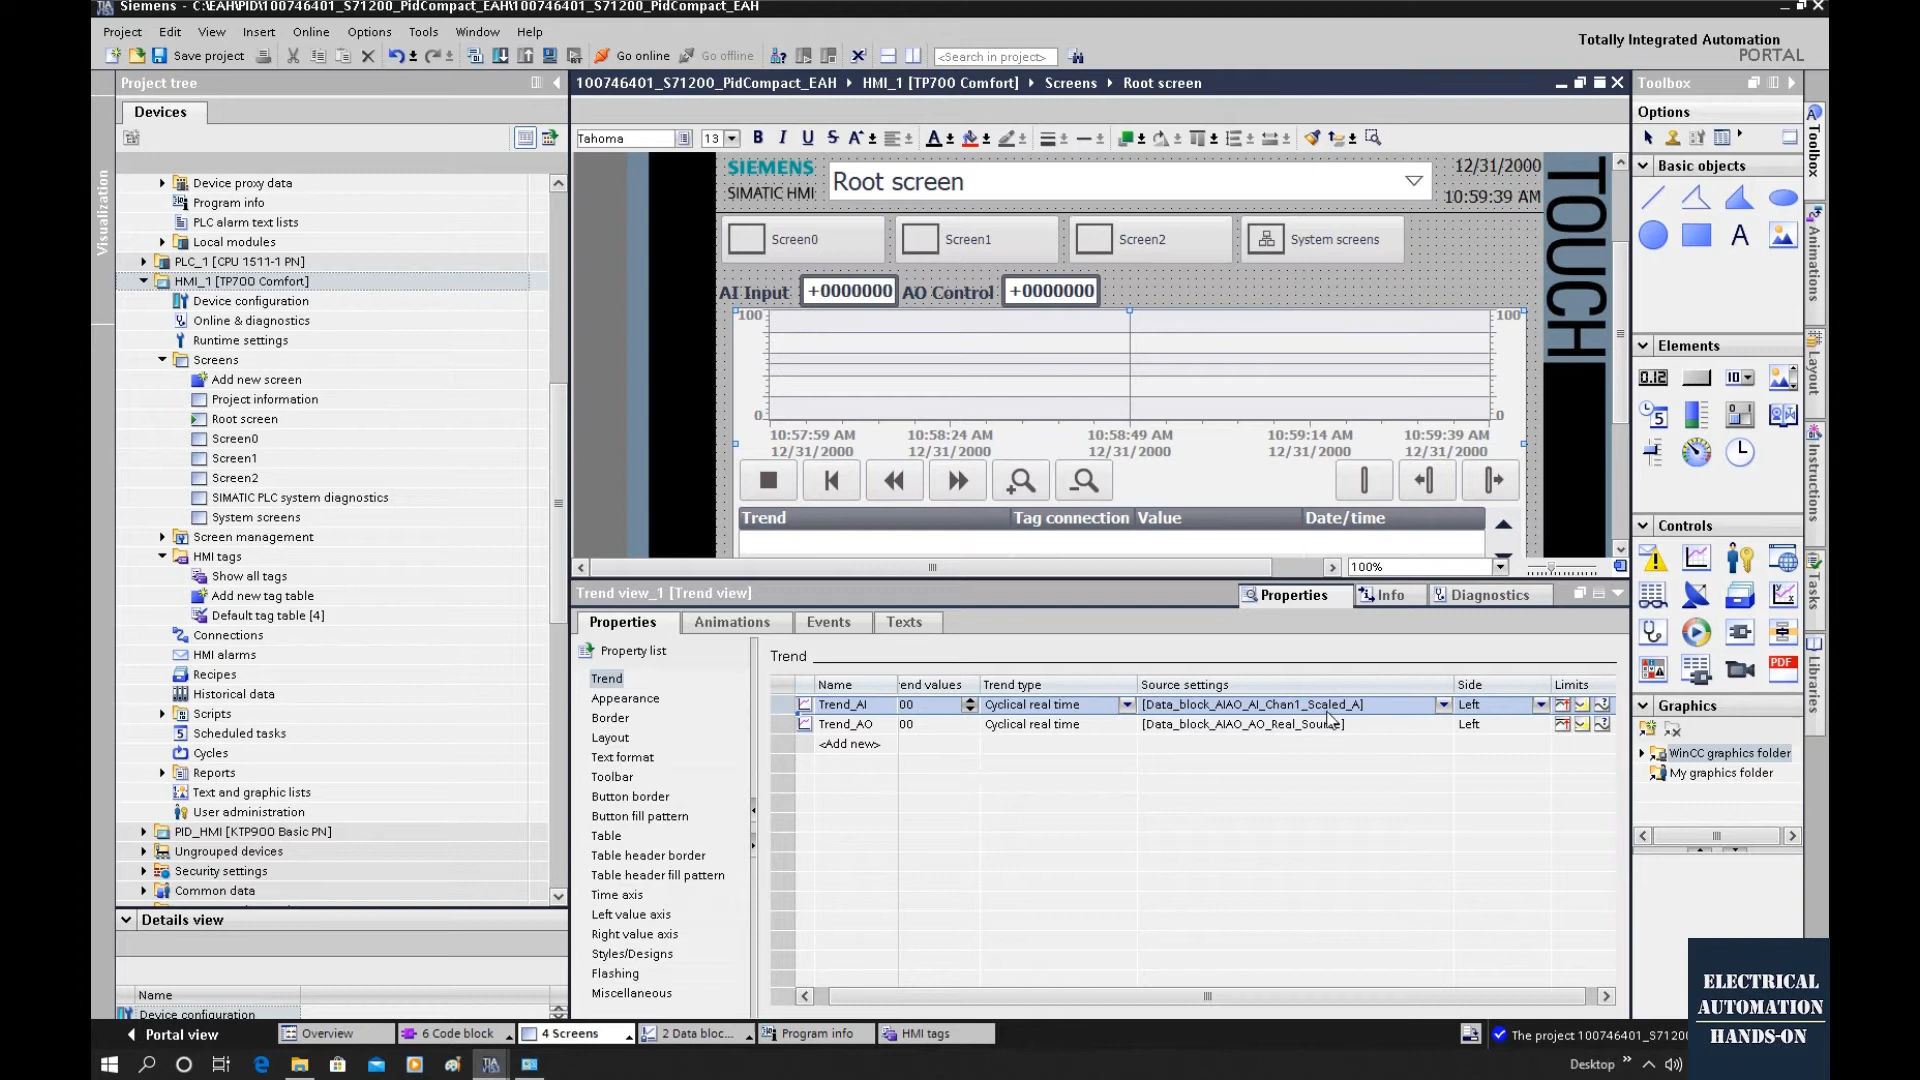 Siemens - C:\EAH\PID\100746401_S71200_PidCompact_EAH\100746401_S71200_PidCompact_EAH
Project Edit View Insert Online Options Tools Window Help
Totally Integrated Automation
PORTAL
Save project
Go online
Go offline
<Search in project>
Project tree
Devices
Visualization
Device proxy data
Program info
PLC alarm text lists
Local modules
PLC_1 [CPU 1511-1 PN]
HMI_1 [TP700 Comfort]
Device configuration
Online & diagnostics
Runtime settings
Screens
Add new screen
Project information
Root screen
Screen0
Screen1
Screen2
SIMATIC PLC system diagnostics
System screens
Screen management
HMI tags
Show all tags
Add new tag table
Default tag table [4]
Connections
HMI alarms
Recipes
Historical data
Scripts
Scheduled tasks
Cycles
Reports
Text and graphic lists
User administration
PID_HMI [KTP900 Basic PN]
Ungrouped devices
Security settings
Common data
Details view
Name
Device configuration
100746401_S71200_PidCompact_EAH HMI_1 [TP700 Comfort] Screens Root screen
Tahoma 13
SIEMENS
SIMATIC HMI
Root screen
12/31/2000
10:59:39 AM
TOUCH
Screen0 Screen1 Screen2 System screens
AI Input +0000000 AO Control +0000000
100 100
0 0
10:57:59 AM 10:58:24 AM 10:58:49 AM 10:59:14 AM 10:59:39 AM
12/31/2000 12/31/2000 12/31/2000 12/31/2000 12/31/2000
Trend Tag connection Value Date/time
100%
Trend view_1 [Trend view]
Properties Info Diagnostics
Properties Animations Events Texts
Property list
Trend
Appearance
Border
Layout
Text format
Toolbar
Button border
Button fill pattern
Table
Table header border
Table header fill pattern
Time axis
Left value axis
Right value axis
Styles/Designs
Flashing
Miscellaneous
Trend
Name rend values Trend type Source settings Side Limits
Trend_AI 00 Cyclical real time [Data_block_AIAO_AI_Chan1_Scaled_A] Left
Trend_AO 00 Cyclical real time [Data_block_AIAO_AO_Real_Source] Left
<Add new>
Toolbox
Options
Basic objects
Elements
Controls
Graphics
WinCC graphics folder
My graphics folder
Toolbox
Animations
Layout
Instructions
Tasks
Libraries
Portal view
Overview
6 Code block
4 Screens
2 Data bloc...
Program info
HMI tags
The project 100746401_S7120
Desktop
ELECTRICAL
AUTOMATION
HANDS-ON